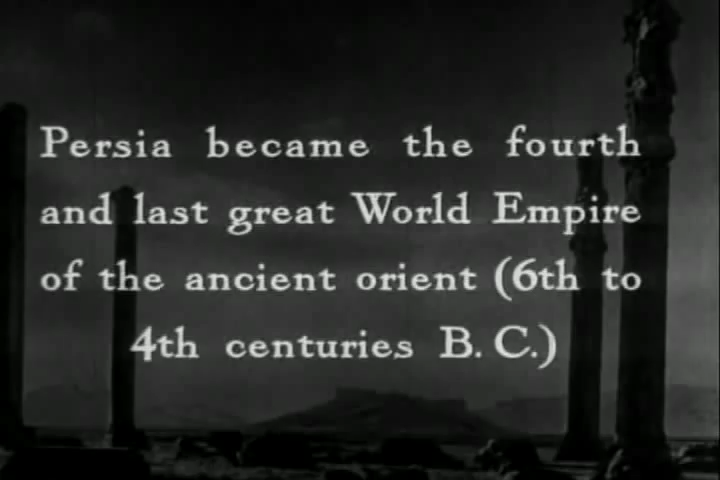 Persia became the fourth
and last great World Empire
of the ancient orient (6th to
4th centuries B. C.)